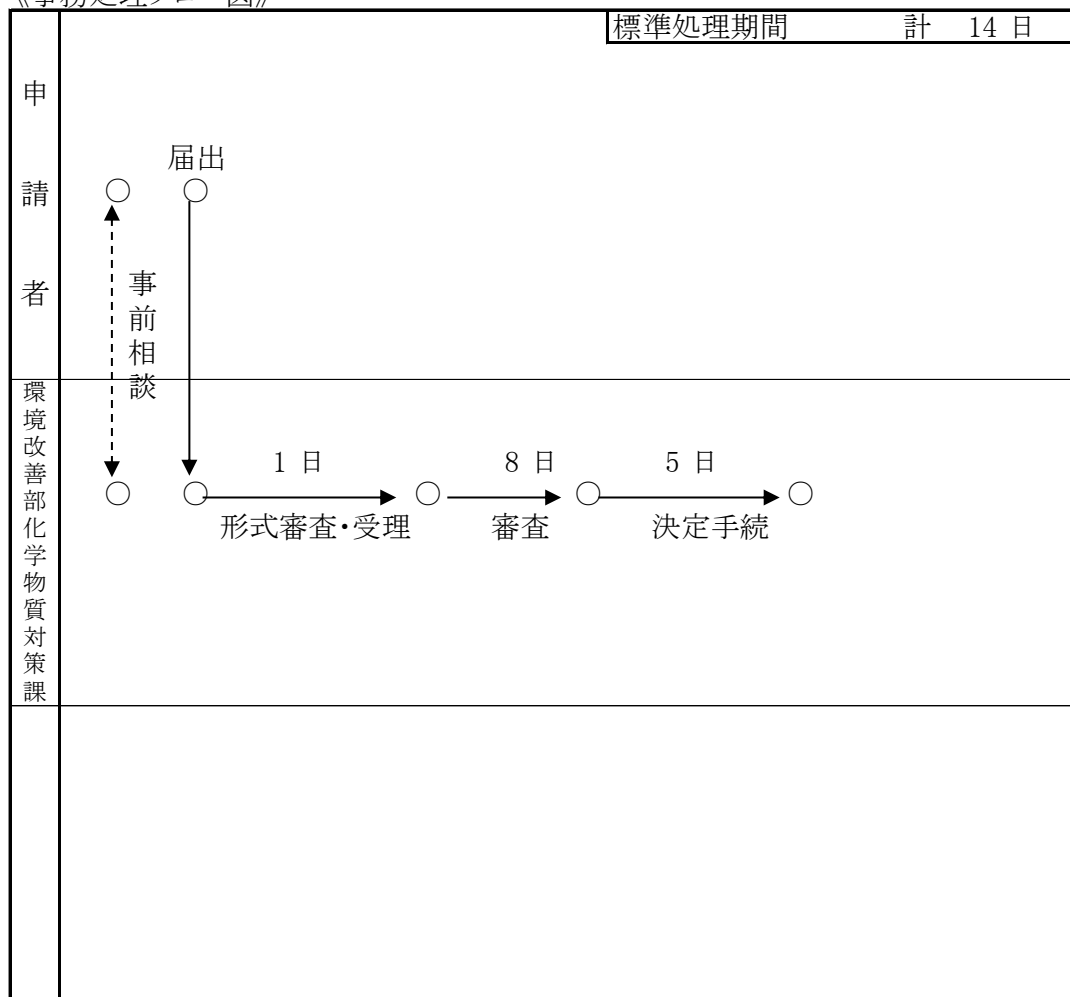 標準処理期間 計 14 日
申請者
届出
事前相談
環境改善部化学物質対策課
1 日
8 日
5 日
形式審査・受理
審査
決定手続